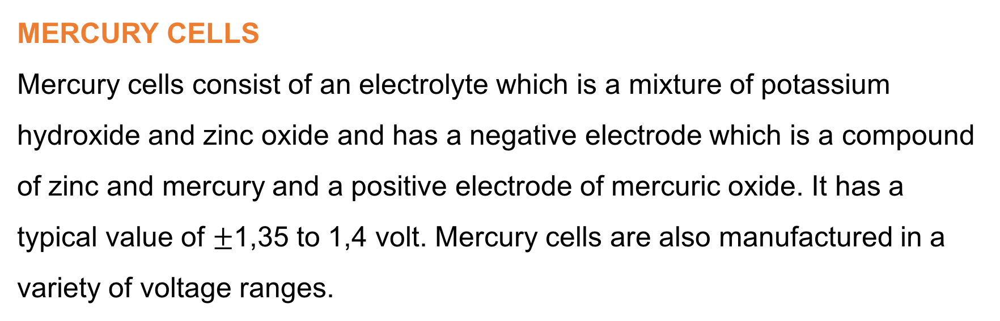 MERCURY CELLS
Mercury cells consist of an electrolyte which is a mixture of potassium
hydroxide and zinc oxide and has a negative electrode which is a compound
of zinc and mercury and a positive electrode of mercuric oxide. It has a
typical value of ±1,35 to 1,4 volt. Mercury cells are also manufactured in a
variety of voltage ranges.